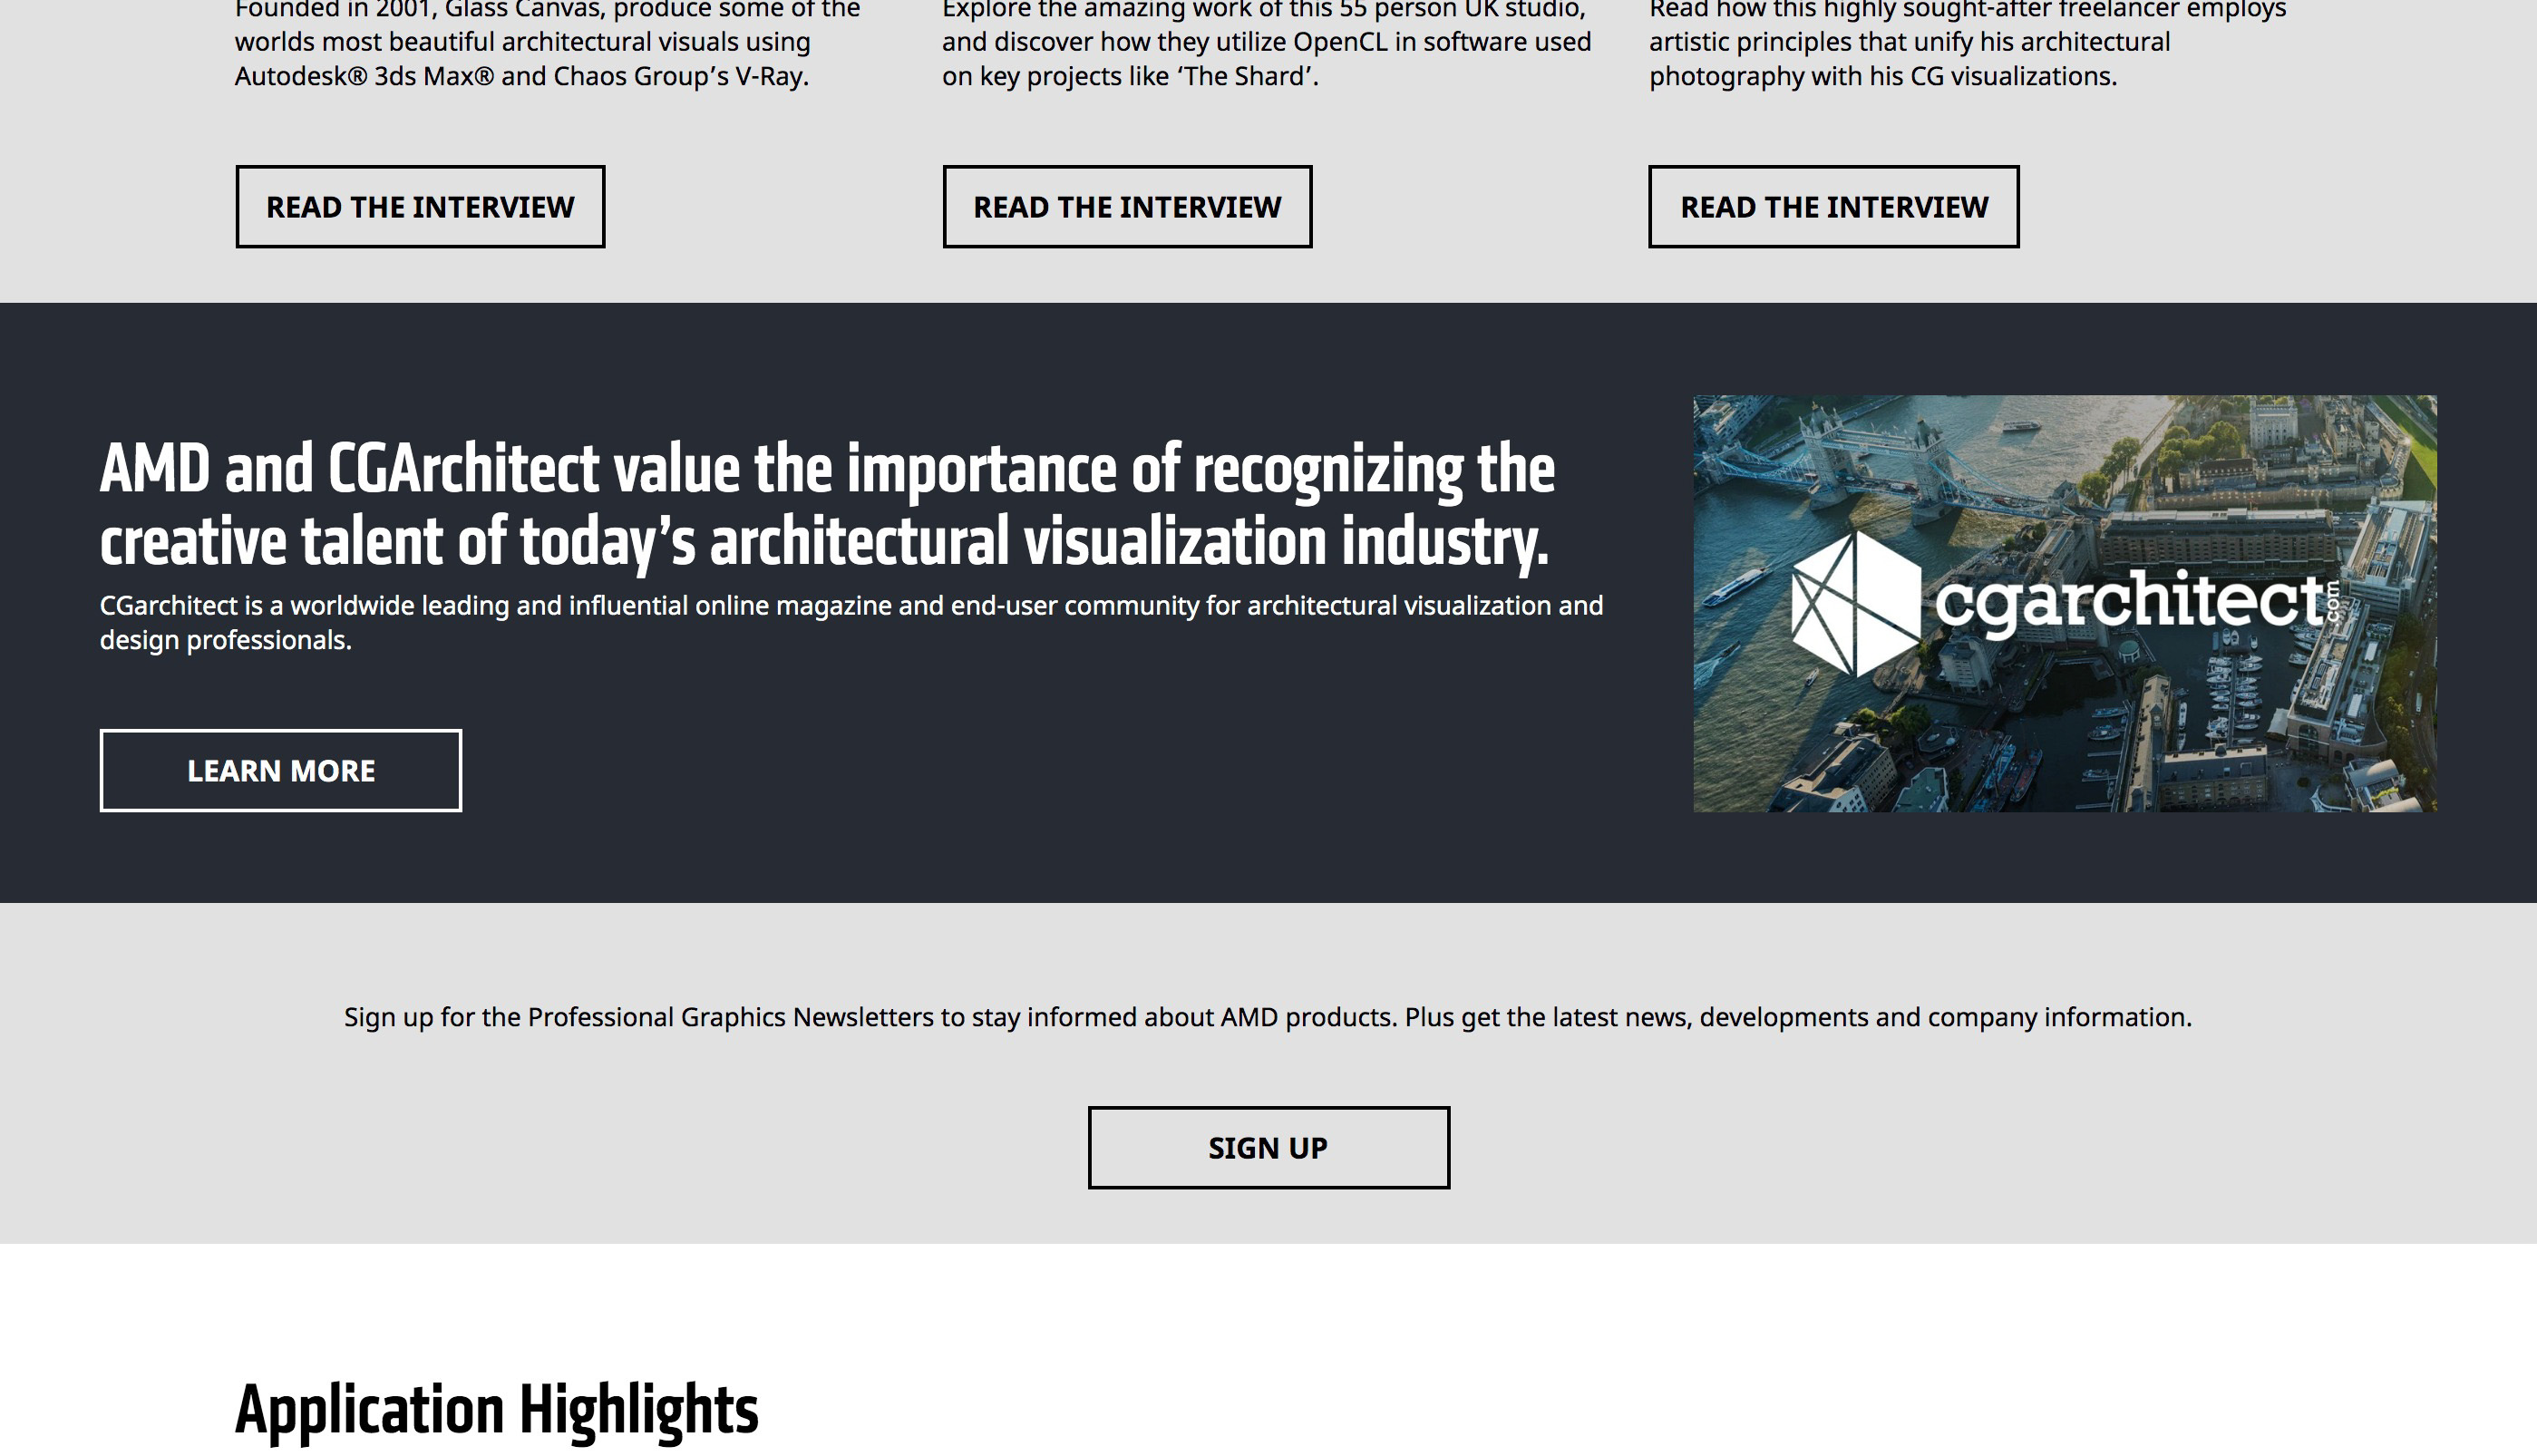 Founded in 2001, Glass Canvas, produce some of the
worlds most beautiful architectural visuals using
Autodesk® 3ds Max® and Chaos Group’s V-Ray.
READ THE INTERVIEW
Explore the amazing work of this 55 person UK studio,
and discover how they utilize OpenCL in software used
on key projects like ‘The Shard’.
READ THE INTERVIEW
Read how this highly sought-after freelancer employs
artistic principles that unify his architectural
photography with his CG visualizations.
READ THE INTERVIEW
AMD and CGArchitect value the importance of recognizing the
creative talent of today’s architectural visualization industry.
CGarchitect is a worldwide leading and influential online magazine and end-user community for architectural visualization and
design professionals.
LEARN MORE
cgarchitect.com
Sign up for the Professional Graphics Newsletters to stay informed about AMD products. Plus get the latest news, developments and company information.
SIGN UP
Application Highlights